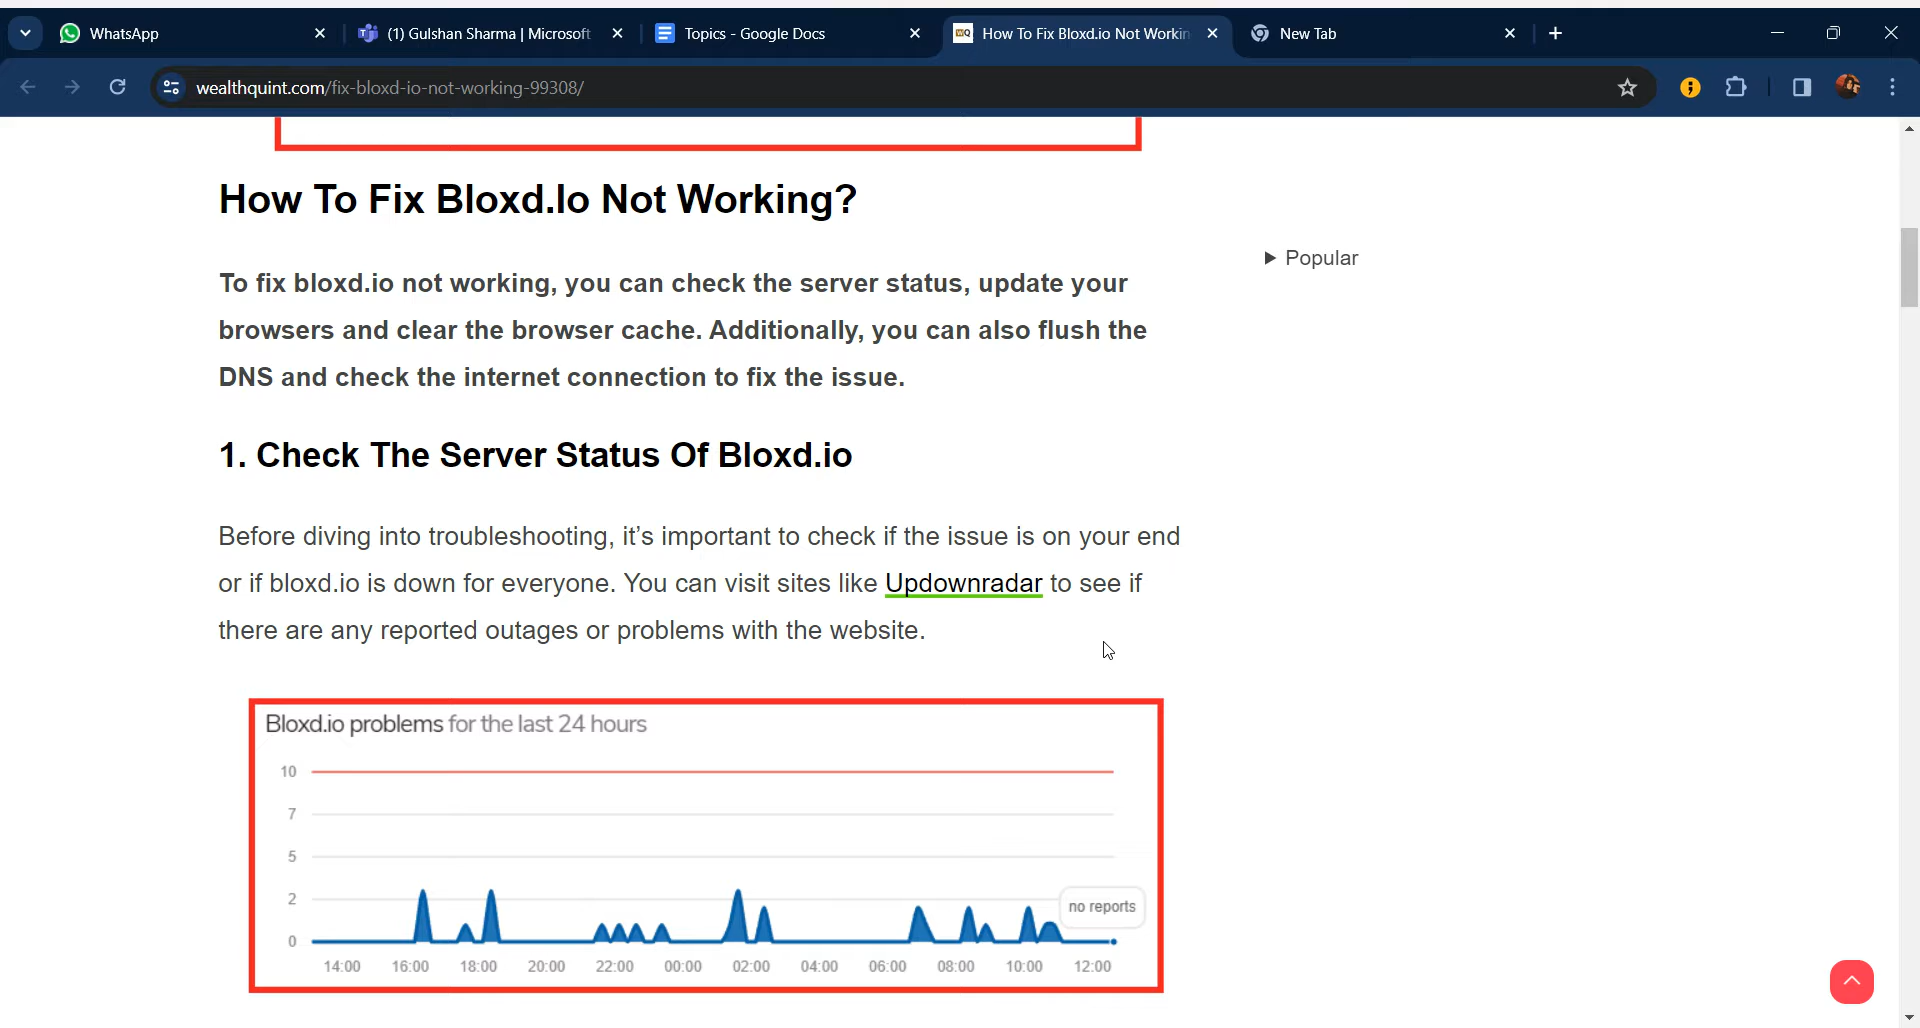 WhatsApp
(1) Gulshan Sharma | Microsoft
Topics - Google Docs
WQ
How To Fix Bloxd.io Not Workin
New Tab
wealthquint.com/fix-bloxd-io-not-working-99308/
How To Fix Bloxd.Io Not Working?
Popular
To fix bloxd.io not working, you can check the server status, update your
browsers and clear the browser cache. Additionally, you can also flush the
DNS and check the internet connection to fix the issue.
1. Check The Server Status Of Bloxd.io
Before diving into troubleshooting, it’s important to check if the issue is on your end
or if bloxd.io is down for everyone. You can visit sites like Updownradar to see if
there are any reported outages or problems with the website.
Bloxd.io problems for the last 24 hours
10
7
5
2
no reports
0
14:00 16:00 18:00 20:00 22:00 00:00 02:00 04:00 06:00 08:00 10:00 12:00